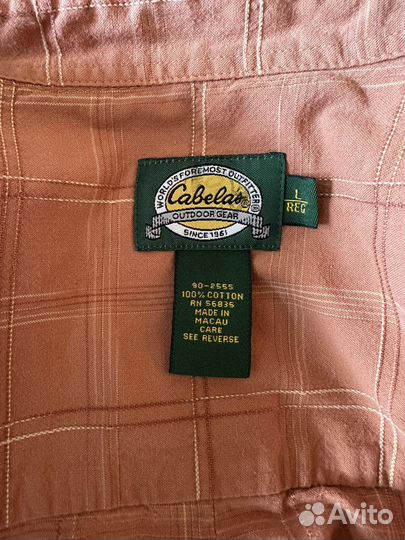 WORLD'S FOREMOST OUTFITTER®
Cabela's®
OUTDOOR GEAR
SINCE 1961
L
REG
90-2555
100% COTTON
RN 56835
MADE IN
MACAU
CARE
SEE REVERSE
Avito